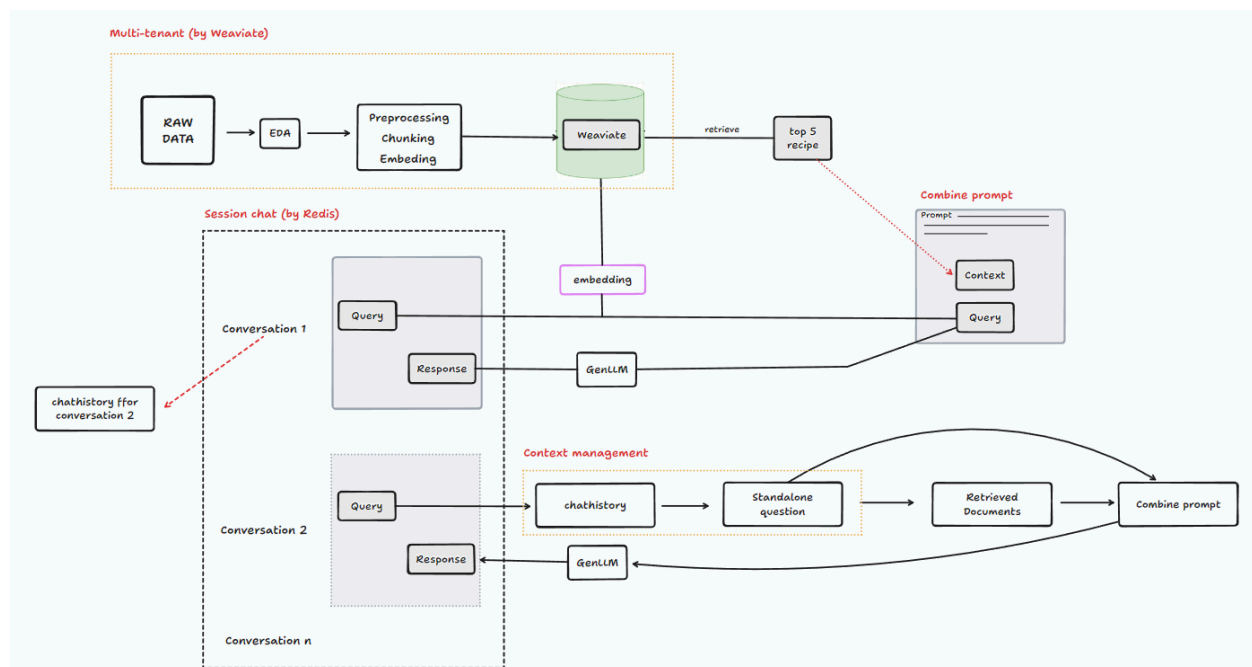 Multi-tenant (by Weaviate)
RAW
DATA
EDA
Preprocessing
Chunking
Embeding
Weaviate
retrieve
top 5
recipe
Combine prompt
Prompt
Context
Query
Session chat (by Redis)
embedding
Query
Conversation 1
Response
GenLLM
chathistory ffor
conversation 2
Context management
Query
chathistory
Standalone
question
Retrieved
Documents
Combine prompt
Conversation 2
Response
GenLLM
Conversation n